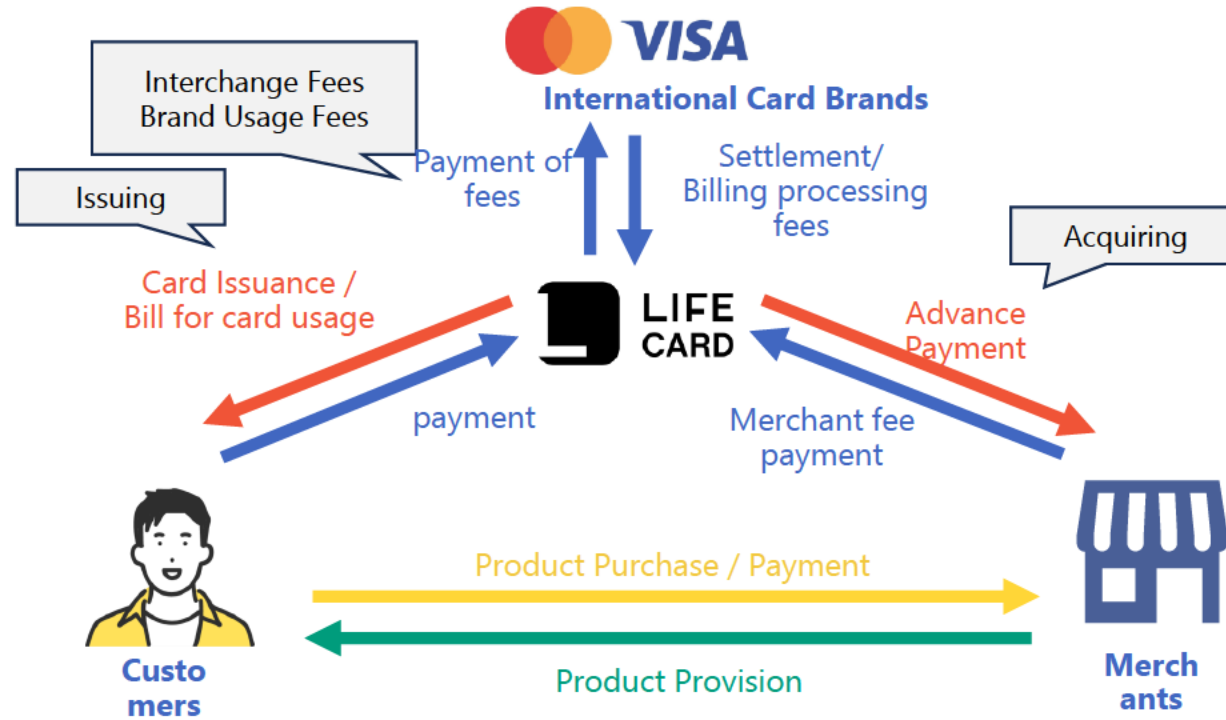 VISA
International Card Brands
Interchange Fees
Brand Usage Fees
Payment of
fees
Settlement/
Billing processing
fees
Issuing
Acquiring
Card Issuance /
Bill for card usage
LIFE
CARD
Advance
Payment
payment
Merchant fee
payment
Product Purchase / Payment
Product Provision
Custo
mers
Merch
ants